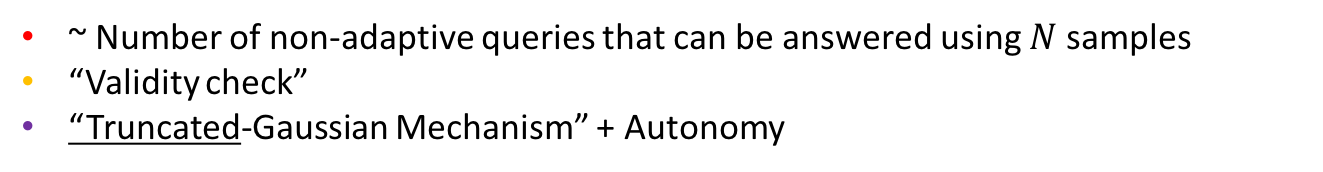 • ~ Number of non-adaptive queries that can be answered using N samples
• “Validity check”
• “Truncated-Gaussian Mechanism” + Autonomy